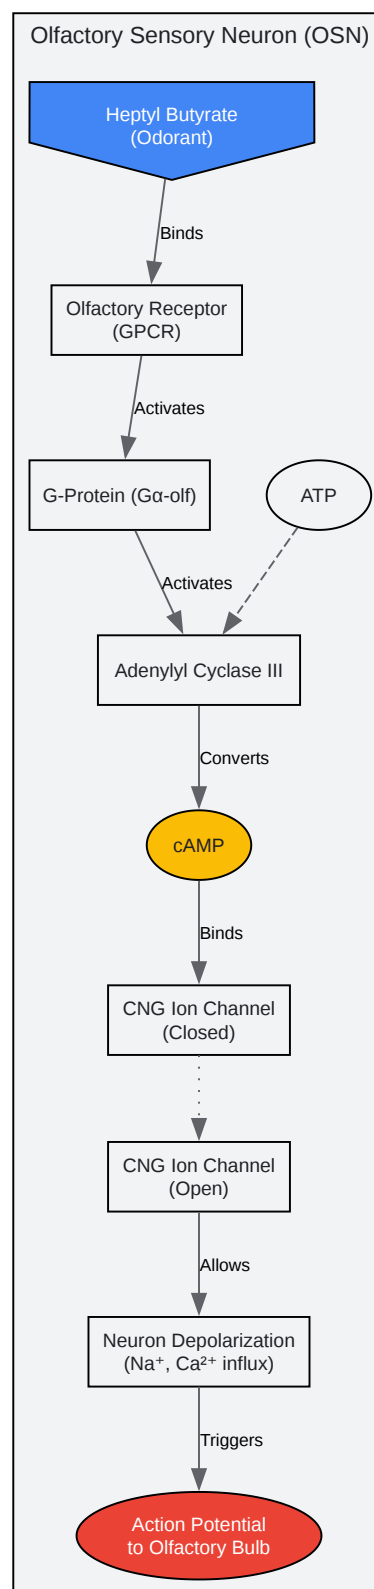 Olfactory Sensory Neuron (OSN)
Heptyl Butyrate
(Odorant)
Binds
Olfactory Receptor
(GPCR)
Activates
G-Protein (Gα-olf)
ATP
Activates
Adenylyl Cyclase III
Converts
cAMP
Binds
CNG Ion Channel
(Closed)
CNG Ion Channel
(Open)
Allows
Neuron Depolarization
(Na⁺, Ca²⁺ influx)
Triggers
Action Potential
to Olfactory Bulb